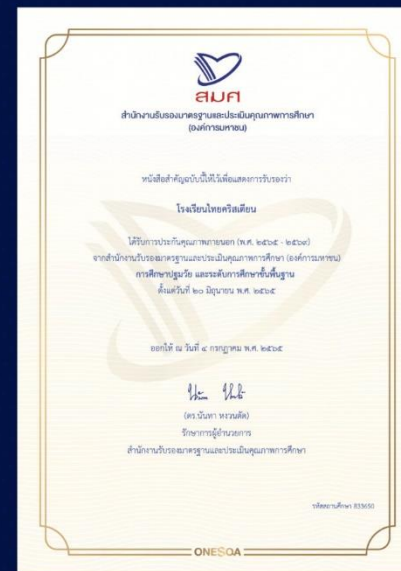 สมศ
สำนักงานรับรองมาตรฐานและประเมินคุณภาพการศึกษา
(องค์การมหาชน)
หนังสือสำคัญฉบับนี้ให้ไว้เพื่อแสดงการรับรองว่า
โรงเรียนไทยคริสเตียน
ได้รับการประกันคุณภาพภายนอก (พ.ศ. ๒๕๖๕ - ๒๕๖๙)
จากสำนักงานรับรองมาตรฐานและประเมินคุณภาพการศึกษา (องค์การมหาชน)
การศึกษาปฐมวัย และระดับการศึกษาขั้นพื้นฐาน
ตั้งแต่วันที่ ๒๐ มิถุนายน พ.ศ. ๒๕๖๕
ออกให้ ณ วันที่ ๔ กรกฎาคม พ.ศ. ๒๕๖๕
(ดร.นันทา หงวนตัด)
รักษาการผู้อำนวยการ
สำนักงานรับรองมาตรฐานและประเมินคุณภาพการศึกษา
รหัสสถานศึกษา 833650
ONESQA